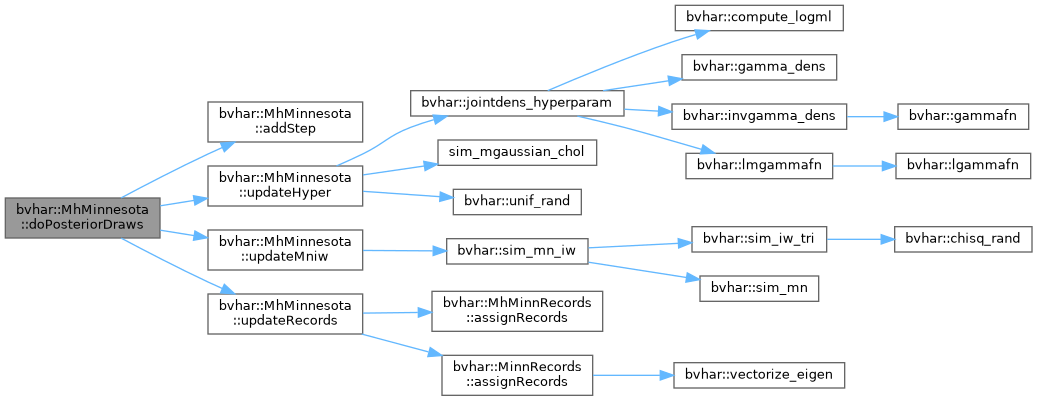 bvhar::MhMinnesota
::doPosteriorDraws
bvhar::MhMinnesota
::addStep
bvhar::MhMinnesota
::updateHyper
bvhar::MhMinnesota
::updateMniw
bvhar::MhMinnesota
::updateRecords
bvhar::jointdens_hyperparam
sim_mgaussian_chol
bvhar::unif_rand
bvhar::sim_mn_iw
bvhar::MhMinnRecords
::assignRecords
bvhar::MinnRecords
::assignRecords
bvhar::compute_logml
bvhar::gamma_dens
bvhar::invgamma_dens
bvhar::lmgammafn
bvhar::sim_iw_tri
bvhar::sim_mn
bvhar::vectorize_eigen
bvhar::gammafn
bvhar::lgammafn
bvhar::chisq_rand